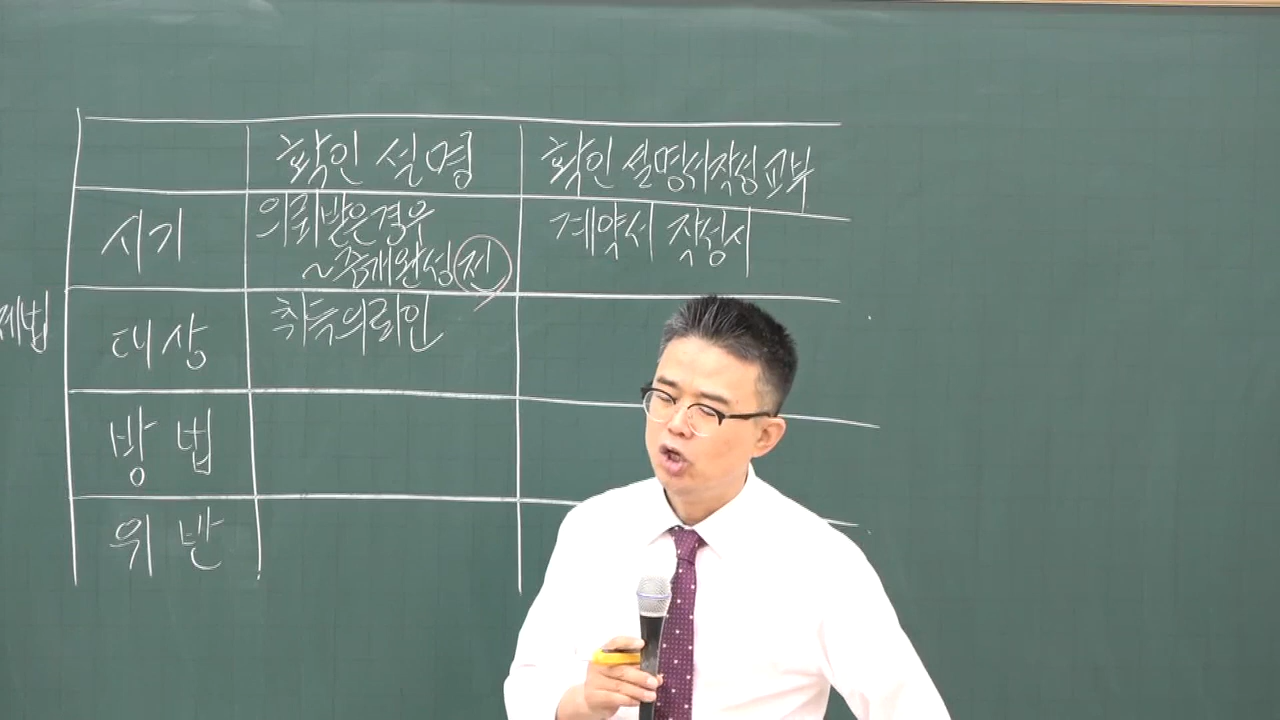 확인 설명
확인 설명서 작성 교부
시기
의뢰받은 경우
~중개완성 전
계약서 작성시
대상
취득의뢰인
방법
위반